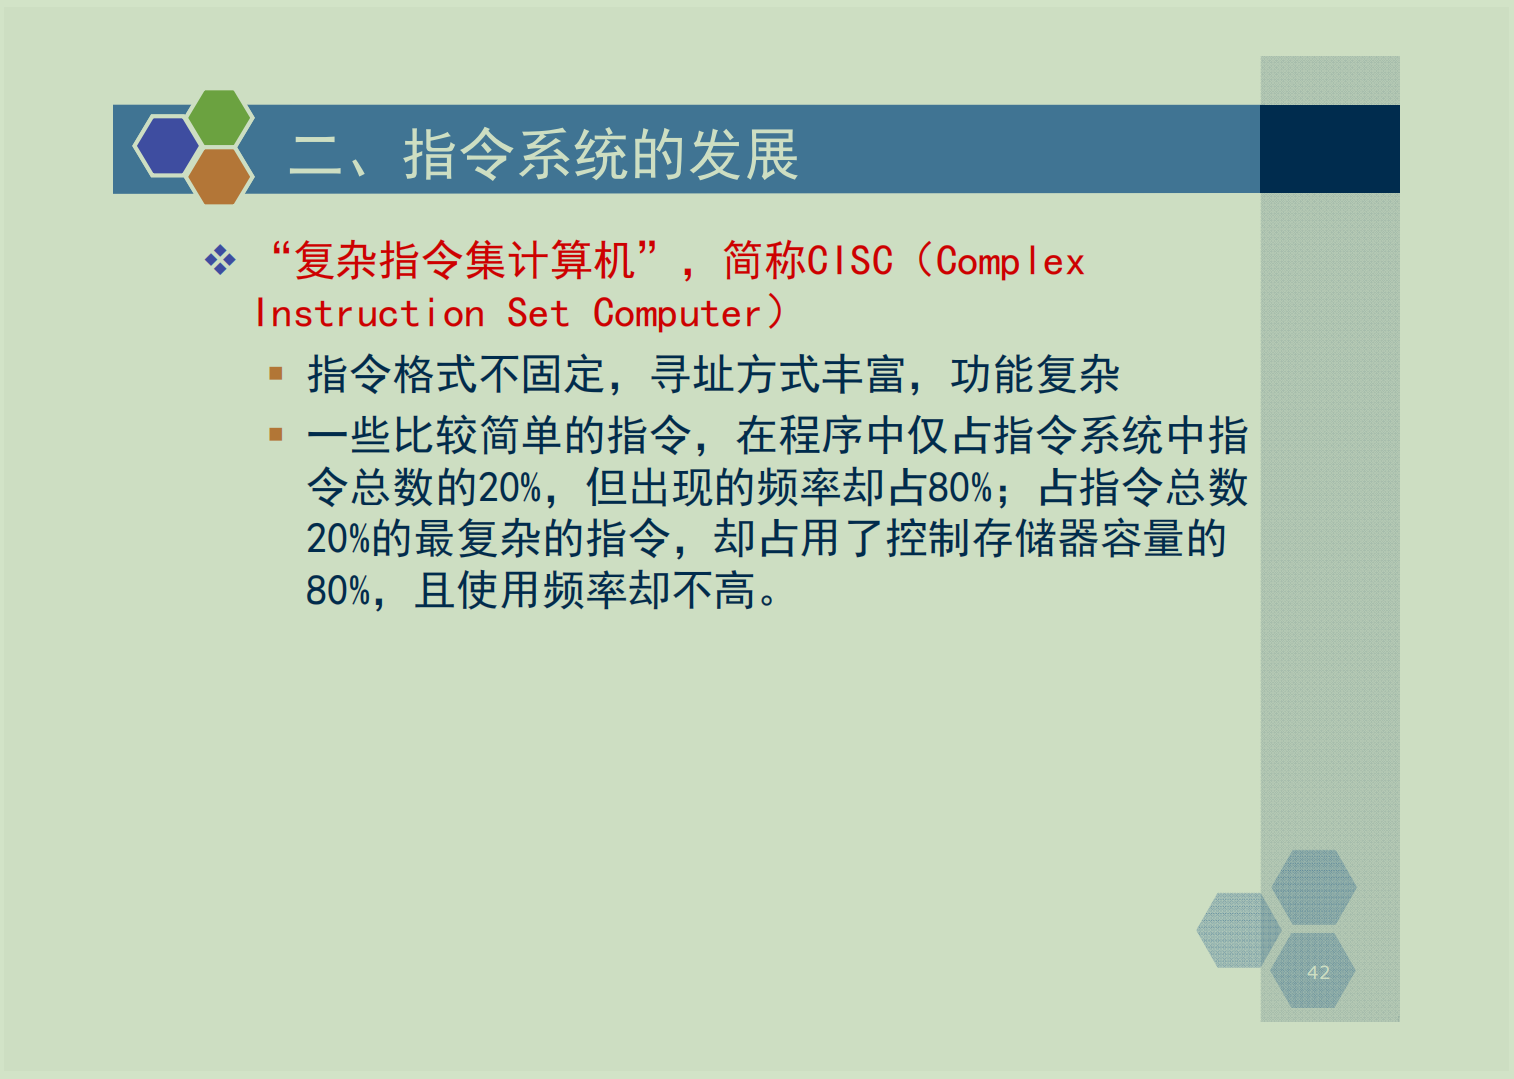 二、指令系统的发展
“复杂指令集计算机”，简称CISC（Complex
Instruction Set Computer）
指令格式不固定，寻址方式丰富，功能复杂
一些比较简单的指令，在程序中仅占指令系统中指
令总数的20%，但出现的频率却占80%；占指令总数
20%的最复杂的指令，却占用了控制存储器容量的
80%，且使用频率却不高。
42